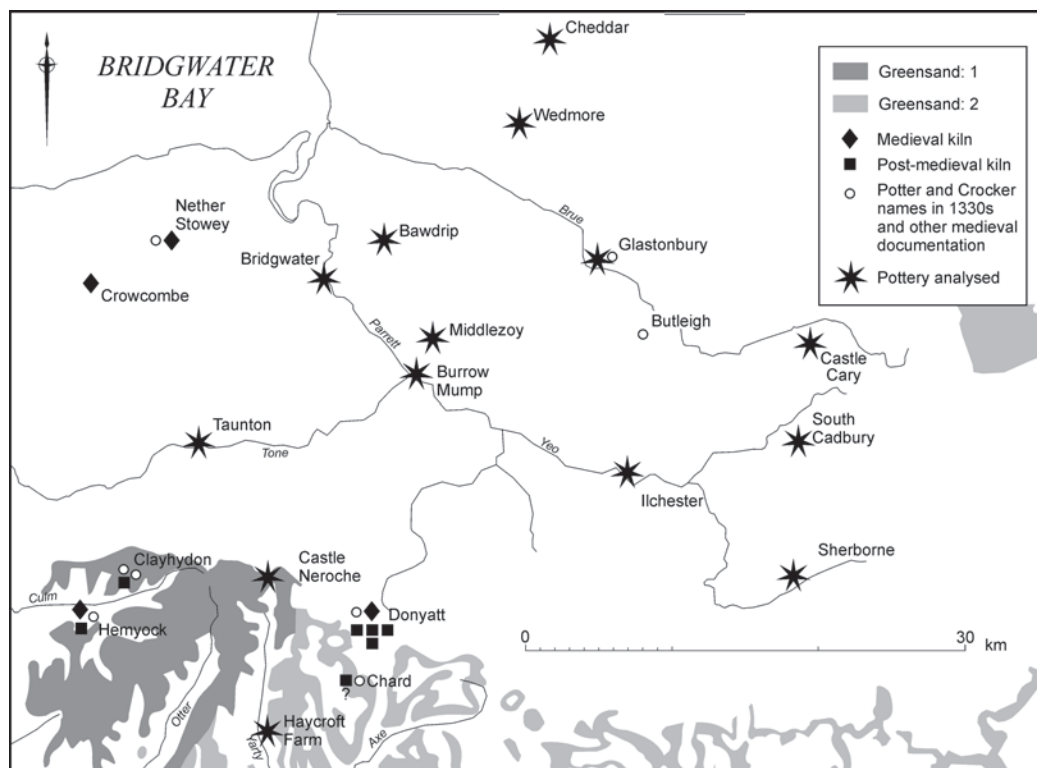 BRIDGWATER
BAY
Cheddar
Wedmore
Nether
Stowey
Bawdrip
Brue
Glastonbury
Bridgwater
Crowcombe
Butleigh
Parrett
Middlezoy
Castle
Cary
Burrow
Mump
Taunton
Tone
Yeo
South
Cadbury
Ilchester
Clayhydon
Castle
Neroche
Sherborne
Culm
Hemyock
Donyatt
0
30
km
Chard
?
Otter
Haycroft
Farm
Yarty
Axe
Greensand: 1
Greensand: 2
Medieval kiln
Post-medieval kiln
Potter and Crocker
names in 1330s
and other medieval
documentation
Pottery analysed